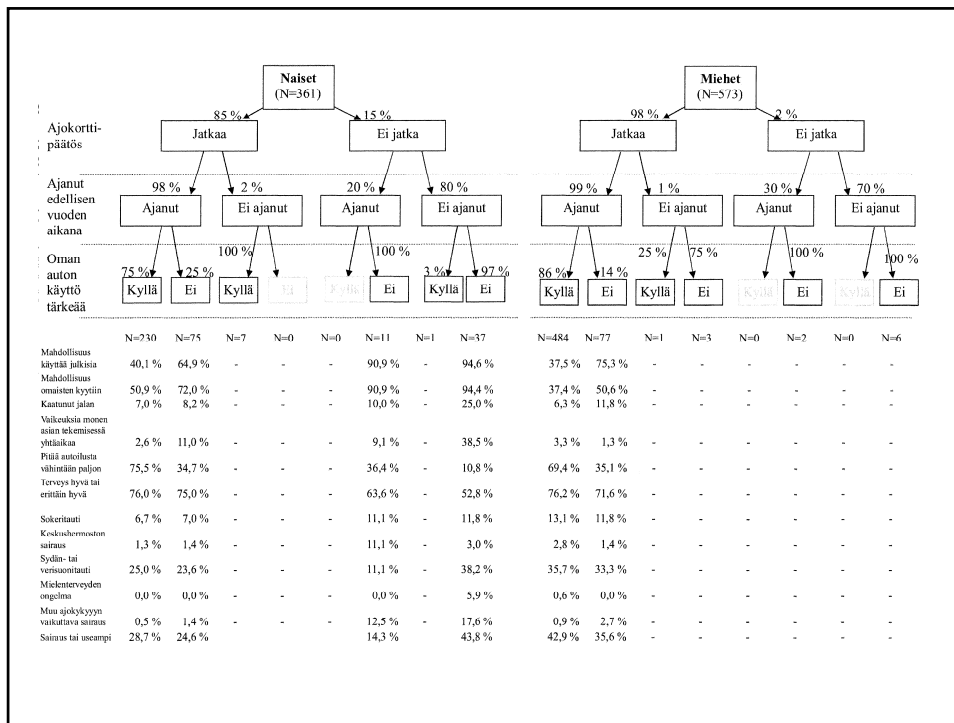 Naiset
(N=361)
Miehet
(N=573)
85 % 15 % 98% 2 %
Ajokortti-
päätös
Jatkaa Ei jatka Jatkaa Ei jatka
Ajanut
edellisen
vuoden
aikana
98 % 2 % 20 % 80 % 99 % 1 % 30 % 70 %
Ajanut Ei ajanut Ajanut Ei ajanut Ajanut Ei ajanut Ajanut Ei ajanut
Oman
auton
käyttö
tärkeää
75 % 25 % 100 % 100 % 3 % 97 % 86 % 14 % 25 % 75 % 100 % 100 %
Kyllä Ei Kyllä Ei Kyllä Ei Kyllä Ei Kyllä Ei Kyllä Ei Kyllä Ei Kyllä Ei
N=230 N=75 N=7 N=0 N=0 N=11 N=1 N=37 N=484 N=77 N=1 N=3 N=0 N=2 N=0 N=6
Mahdollisuus
käyttää julkisia 40,1 % 64,9 % - - - 90,9 % - 94,6 % 37,5 % 75,3 % - - - - - -
Mahdollisuus
omaisten kyytiin 50,9 % 72,0 % - - - 90,9 % - 94,4 % 37,4 % 50,6 % - - - - - -
Kaatunut jalan 7,0 % 8,2 % - - - 10,0 % - 25,0 % 6,3 % 11,8 % - - - - - -
Vaikeuksia monen
asian tekemisessä
yhtäaikaa 2,6 % 11,0 % - - - 9,1 % - 38,5 % 3,3 % 1,3 % - - - - - -
Pitää autoilusta
vähintään paljon 75,5 % 34,7 % - - - 36,4 % - 10,8 % 69,4 % 35,1 % - - - - - -
Terveys hyvä tai
erittäin hyvä 76,0 % 75,0 % - - - 63,6 % - 52,8 % 76,2 % 71,6 % - - - - - -
Sokeritauti 6,7 % 7,0 % - - - 11,1 % - 11,8 % 13,1 % 11,8 % - - - - - -
Keskushermoston
sairaus 1,3 % 1,4 % - - - 11,1 % - 3,0 % 2,8 % 1,4 % - - - - - -
Sydän- tai
verisuonitauti 25,0 % 23,6 % - - - 11,1 % - 38,2 % 35,7 % 33,3 % - - - - - -
Mielenterveyden
ongelma 0,0 % 0,0 % - - - 0,0 % - 5,9 % 0,6 % 0,0 % - - - - - -
Muu ajokykyyn
vaikuttava sairaus 0,5 % 1,4 % - - - 12,5 % - 17,6 % 0,9 % 2,7 % - - - - - -
Sairaus tai useampi 28,7 % 24,6 % 14,3 % - 43,8 % 42,9 % 35,6 % - - - - - -